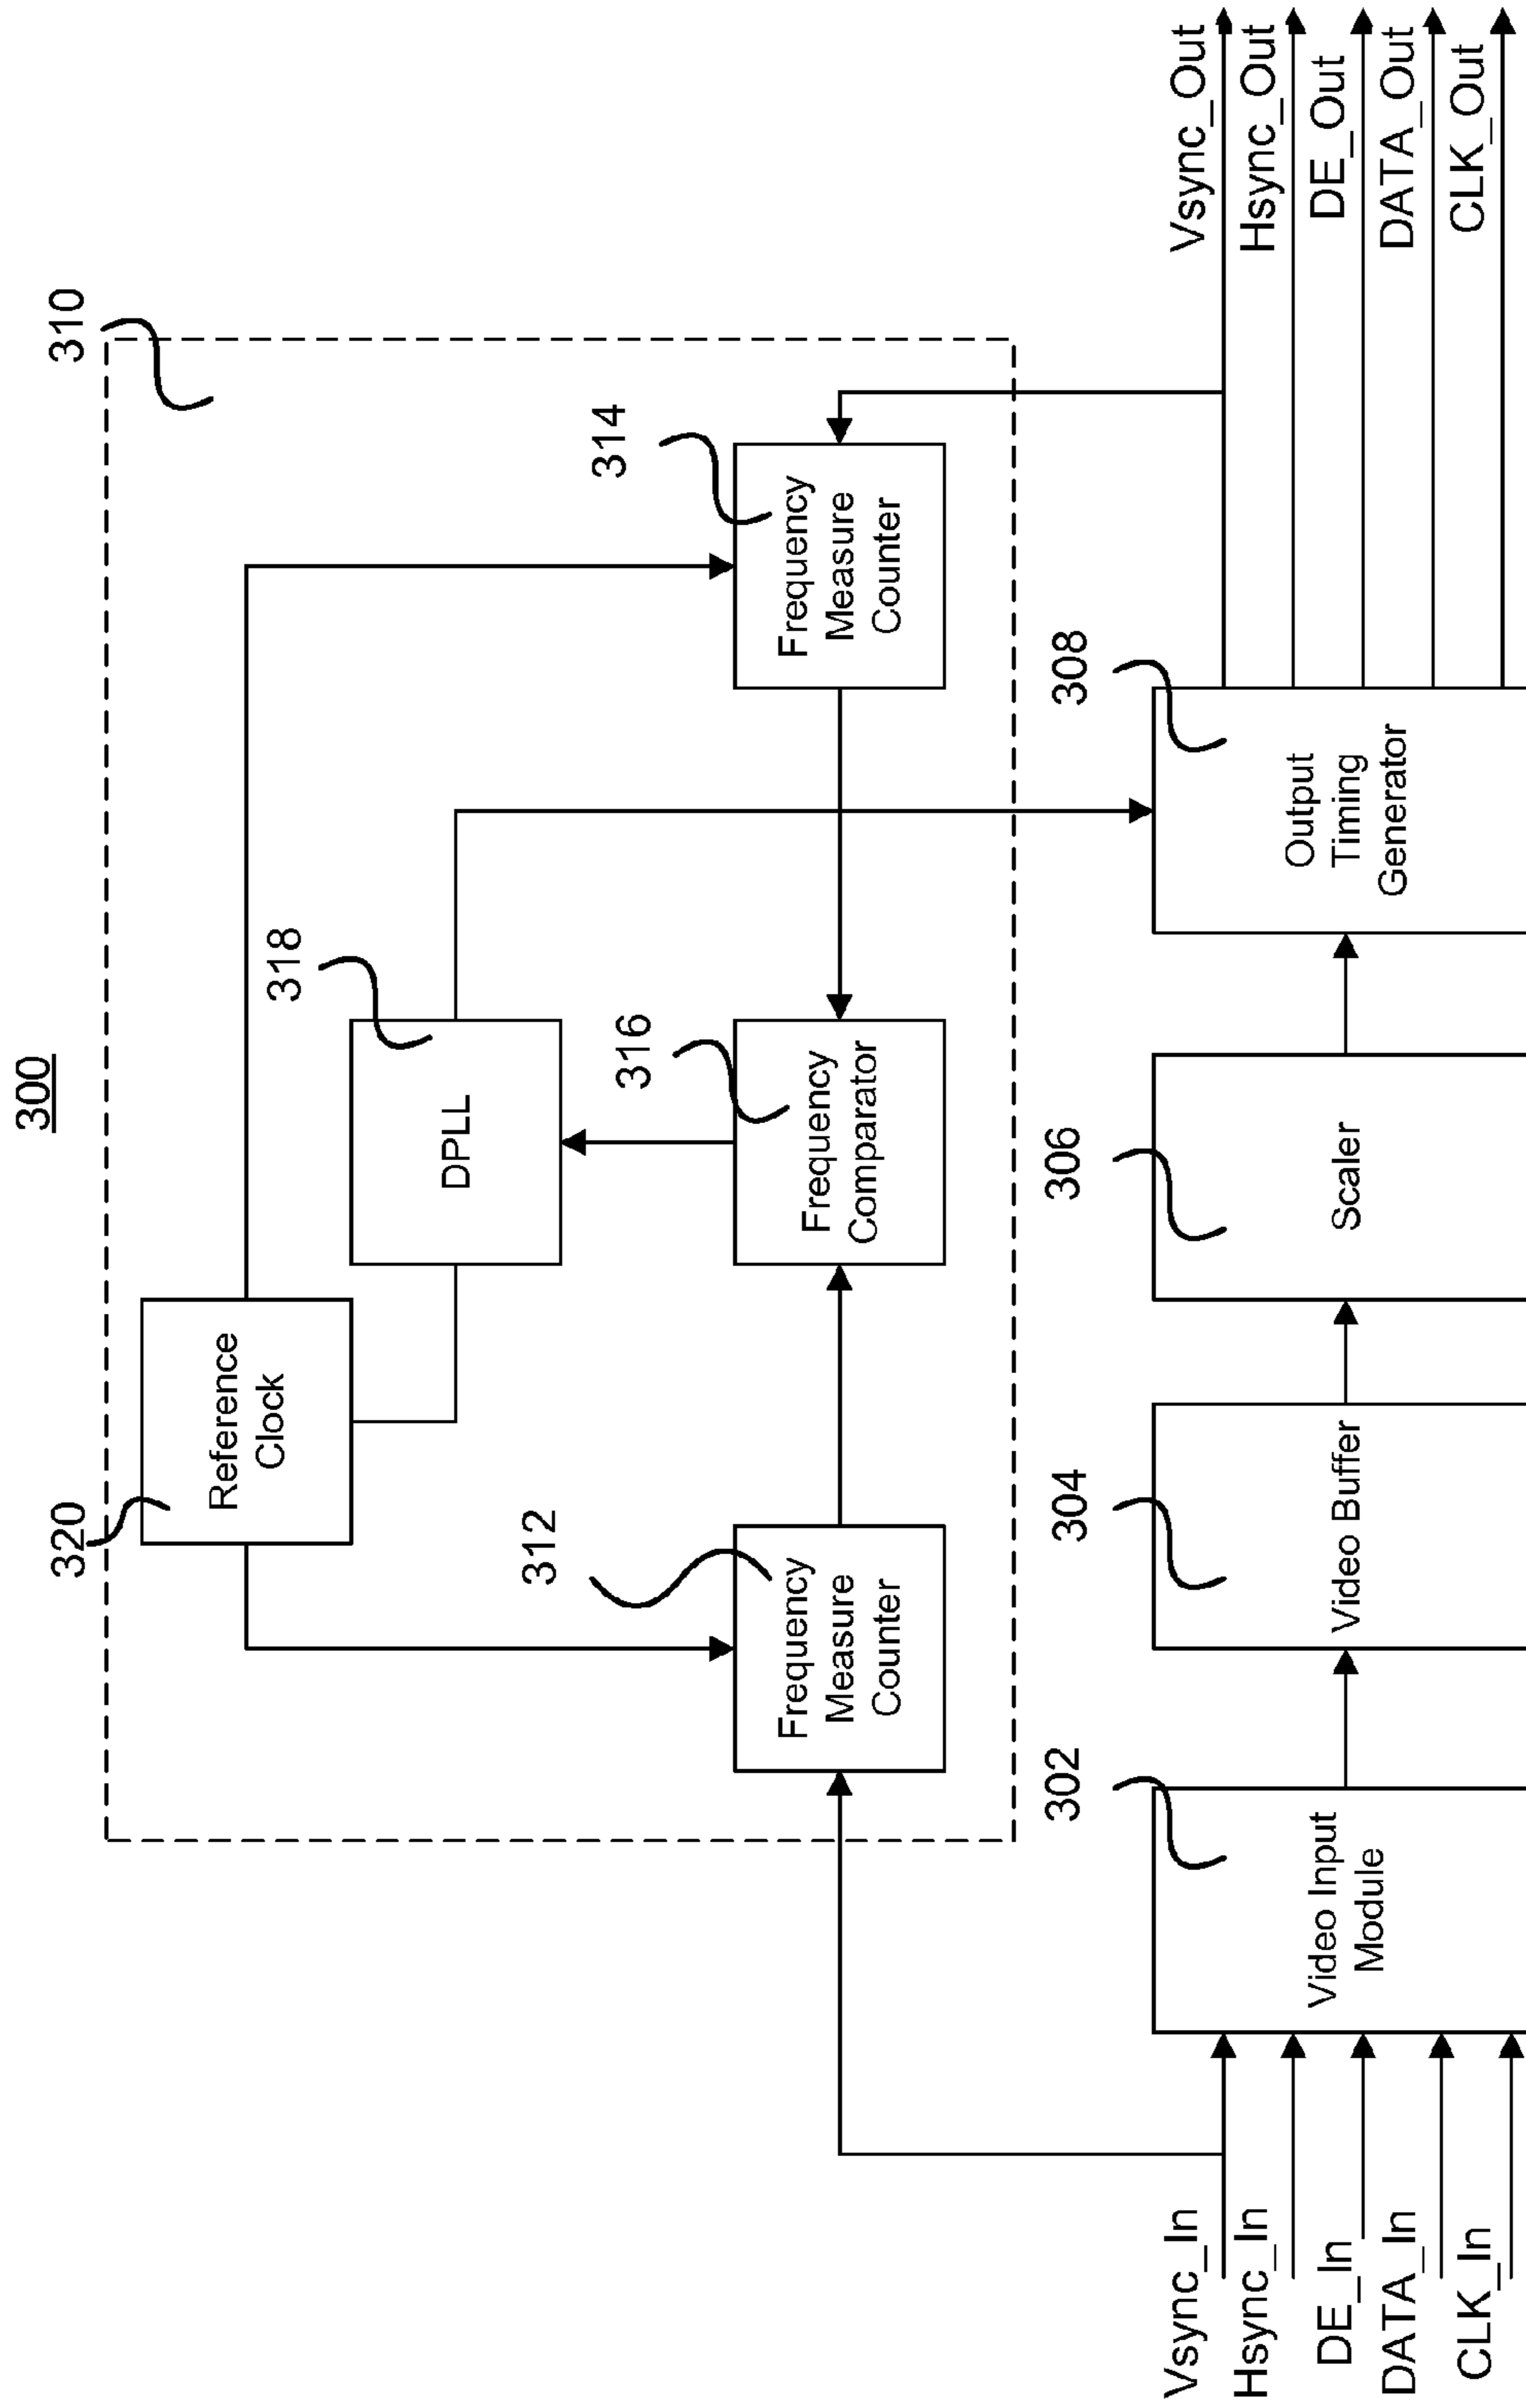 300
310
320
Reference
Clock
318
DPLL
312
Frequency
Measure
Counter
316
Frequency
Comparator
314
Frequency
Measure
Counter
302
Video Input
Module
304
Video Buffer
306
Scaler
308
Output
Timing
Generator
Vsync_In
Hsync_In
DE_In
DATA_In
CLK_In
Vsync_Out
Hsync_Out
DE_Out
DATA_Out
CLK_Out